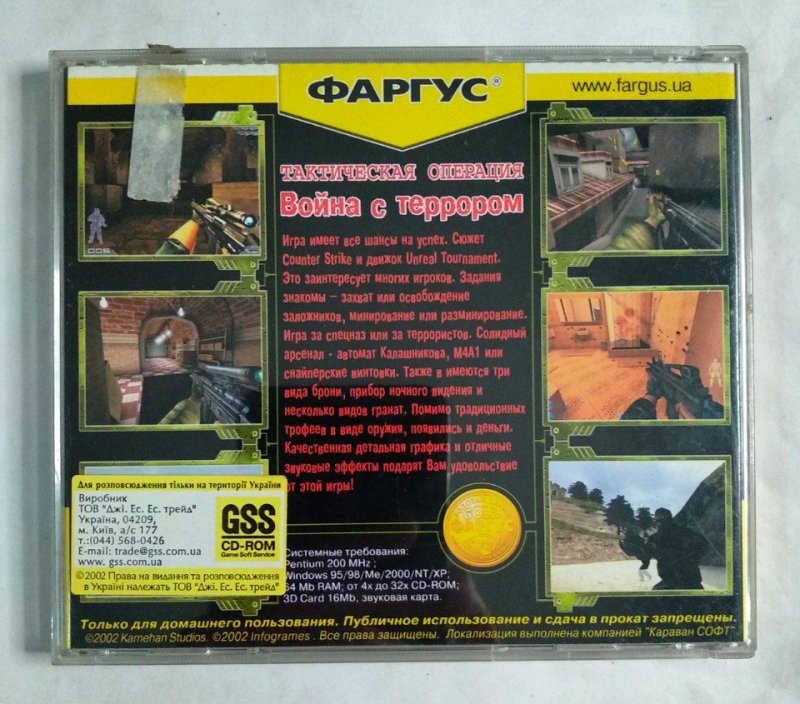 ФАРГУС®
www.fargus.ua
ТАКТИЧЕСКАЯ ОПЕРАЦИЯ
Война с террором
Игра имеет все шансы на успех. Сюжет
Counter Strike и движок Unreal Tournament.
Это заинтересует многих игроков. Задания
знакомы – захват или освобождение
заложников, минирование или разминирование.
Игра за спецназ или за террористов. Солидный
арсенал - автомат Калашникова, M4A1 или
снайперские винтовки. Также в имеются три
вида брони, прибор ночного видения и
несколько видов гранат. Помимо традиционных
трофеев в виде оружия, появились и деньги.
Качественная детальная графика и отличные
звуковые эффекты подарят Вам удовольствие
от этой игры!
Для розповсюдження тільки на території України
Виробник
ТОВ "Джі. Ес. Ес. трейд"
Україна, 04209,
м. Київ, а/с 177
т.:(044) 568-0426
E-mail: trade@gss.com.ua
www. gss.com.ua
GSS
CD-ROM
Game Soft Service
©2002 Права на видання та розповсюдження
в Україні належать ТОВ "Джі. Ес. Ес. трейд"
Системные требования:
Pentium 200 MHz ;
Windows 95/98/Me/2000/NT/XP;
64 Mb RAM; от 4x до 32x CD-ROM;
3D Card 16Mb, звуковая карта.
Только для домашнего пользования. Публичное использование и сдача в прокат запрещены.
©2002 Kamehan Studios. ©2002 Infogrames . Все права защищены. Локализация выполнена компанией "Караван СОФТ"